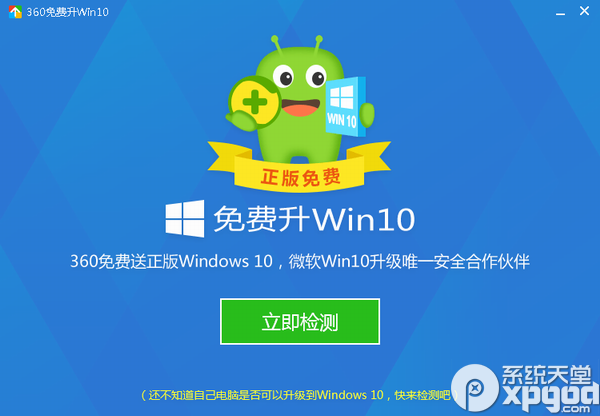 360免费升Win10
WIN 10
正版免费
免费升Win10
360免费送正版Windows 10，微软Win10升级唯一安全合作伙伴
立即检测
（还不知道自己电脑是否可以升级到Windows 10，快来检测吧）
系统天堂
xpgod.com